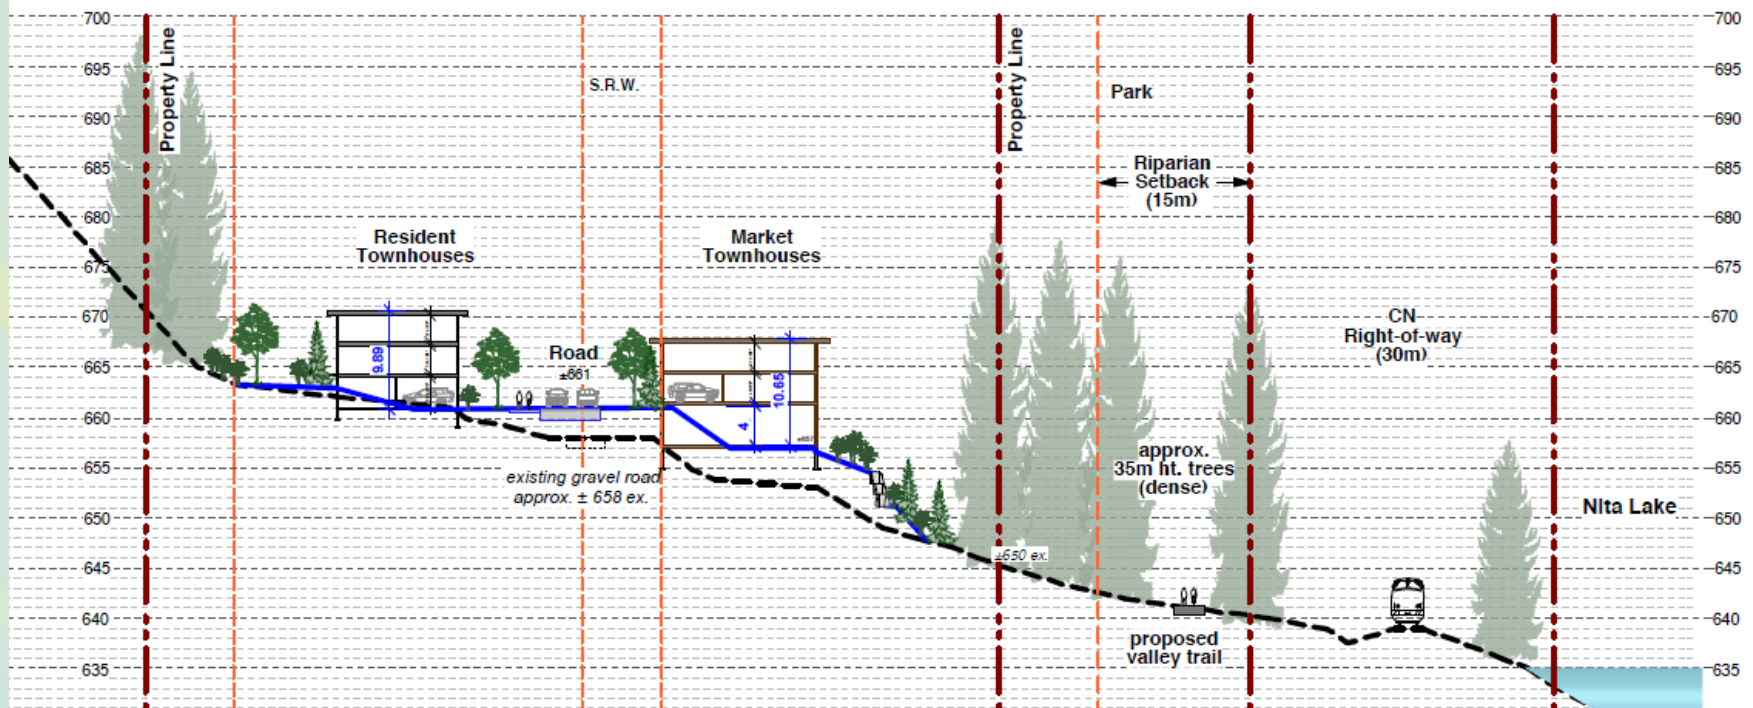 700
695
690
685
680
675
670
665
660
655
650
645
640
635
Property Line
S.R.W.
Property Line
Park
Riparian
Setback
(15m)
Resident
Townhouses
Market
Townhouses
CN
Right-of-way
(30m)
9.89
Road
±661
10.65
4
±657
existing gravel road
approx. ± 658 ex.
approx.
35m ht. trees
(dense)
±650 ex.
Nita Lake
proposed
valley trail
700
695
690
685
680
675
670
665
660
655
650
645
640
635